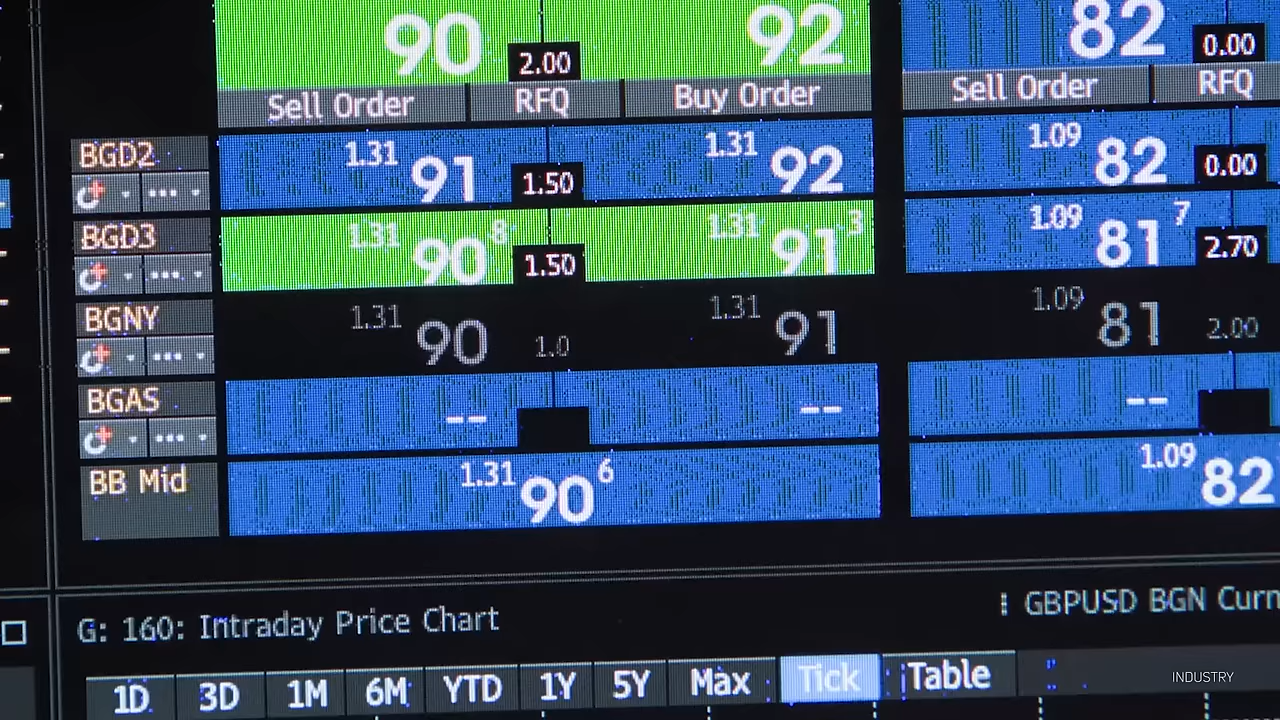 90 2.00 92 82 0.00
Sell Order RFQ Buy Order Sell Order RFQ
BGD2 1.31 91 1.50 1.31 92 1.09 82 0.00
BGD3 1.31 90 8 1.50 1.31 91 3 1.09 81 7 2.70
BGNY 1.31 90 1.0 1.31 91 1.09 81 2.00
BGAS -- -- --
BB Mid 1.31 90 6 1.09 82
G: 160: Intraday Price Chart GBPUSD BGN Curn
1D 3D 1M 6M YTD 1Y 5Y Max Tick Table
INDUSTRY